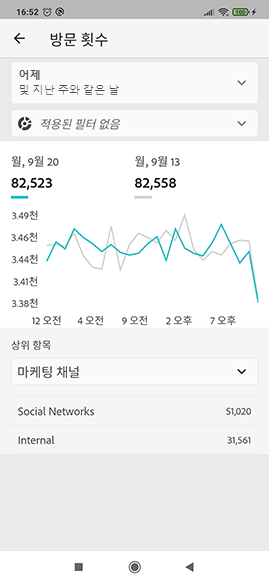 16:52
100
방문 횟수
어제
및 지난 주와 같은 날
적용된 필터 없음
월, 9월 20 월, 9월 13
82,523 82,558
3.49천
3.46천
3.44천
3.41천
3.38천
12 오전 4 오전 9 오전 2 오후 7 오후
상위 항목
마케팅 채널
Social Networks 51,020
Internal 31,561